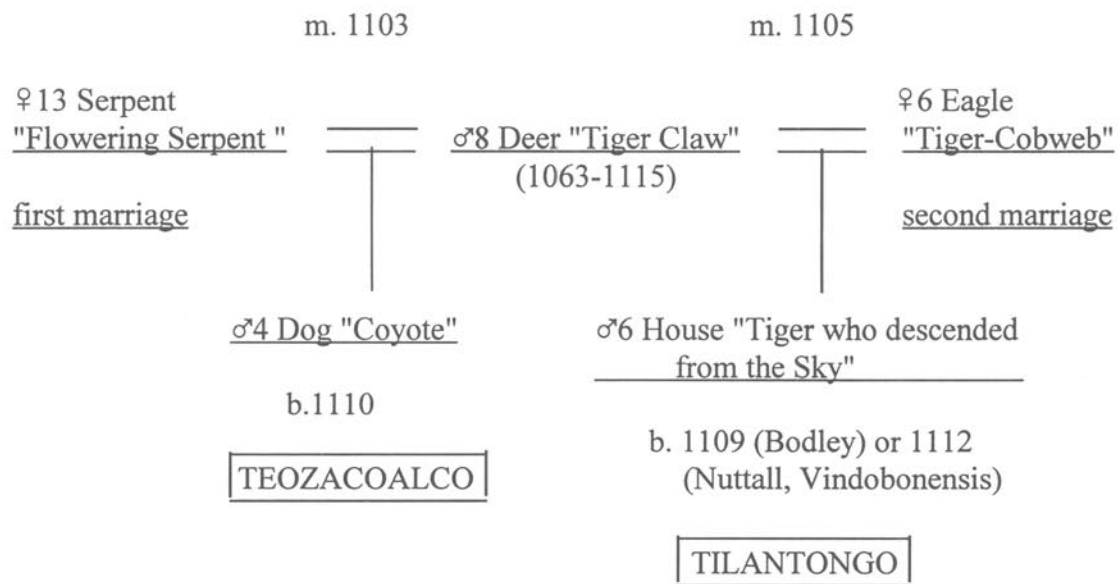 m. 1103 m. 1105
♀13 Serpent
"Flowering Serpent "
♂8 Deer "Tiger Claw"
(1063-1115)
♀6 Eagle
"Tiger-Cobweb"
first marriage
second marriage
♂4 Dog "Coyote"
b.1110
TEOZACOALCO
♂6 House "Tiger who descended
from the Sky"
b. 1109 (Bodley) or 1112
(Nuttall, Vindobonensis)
TILANTONGO